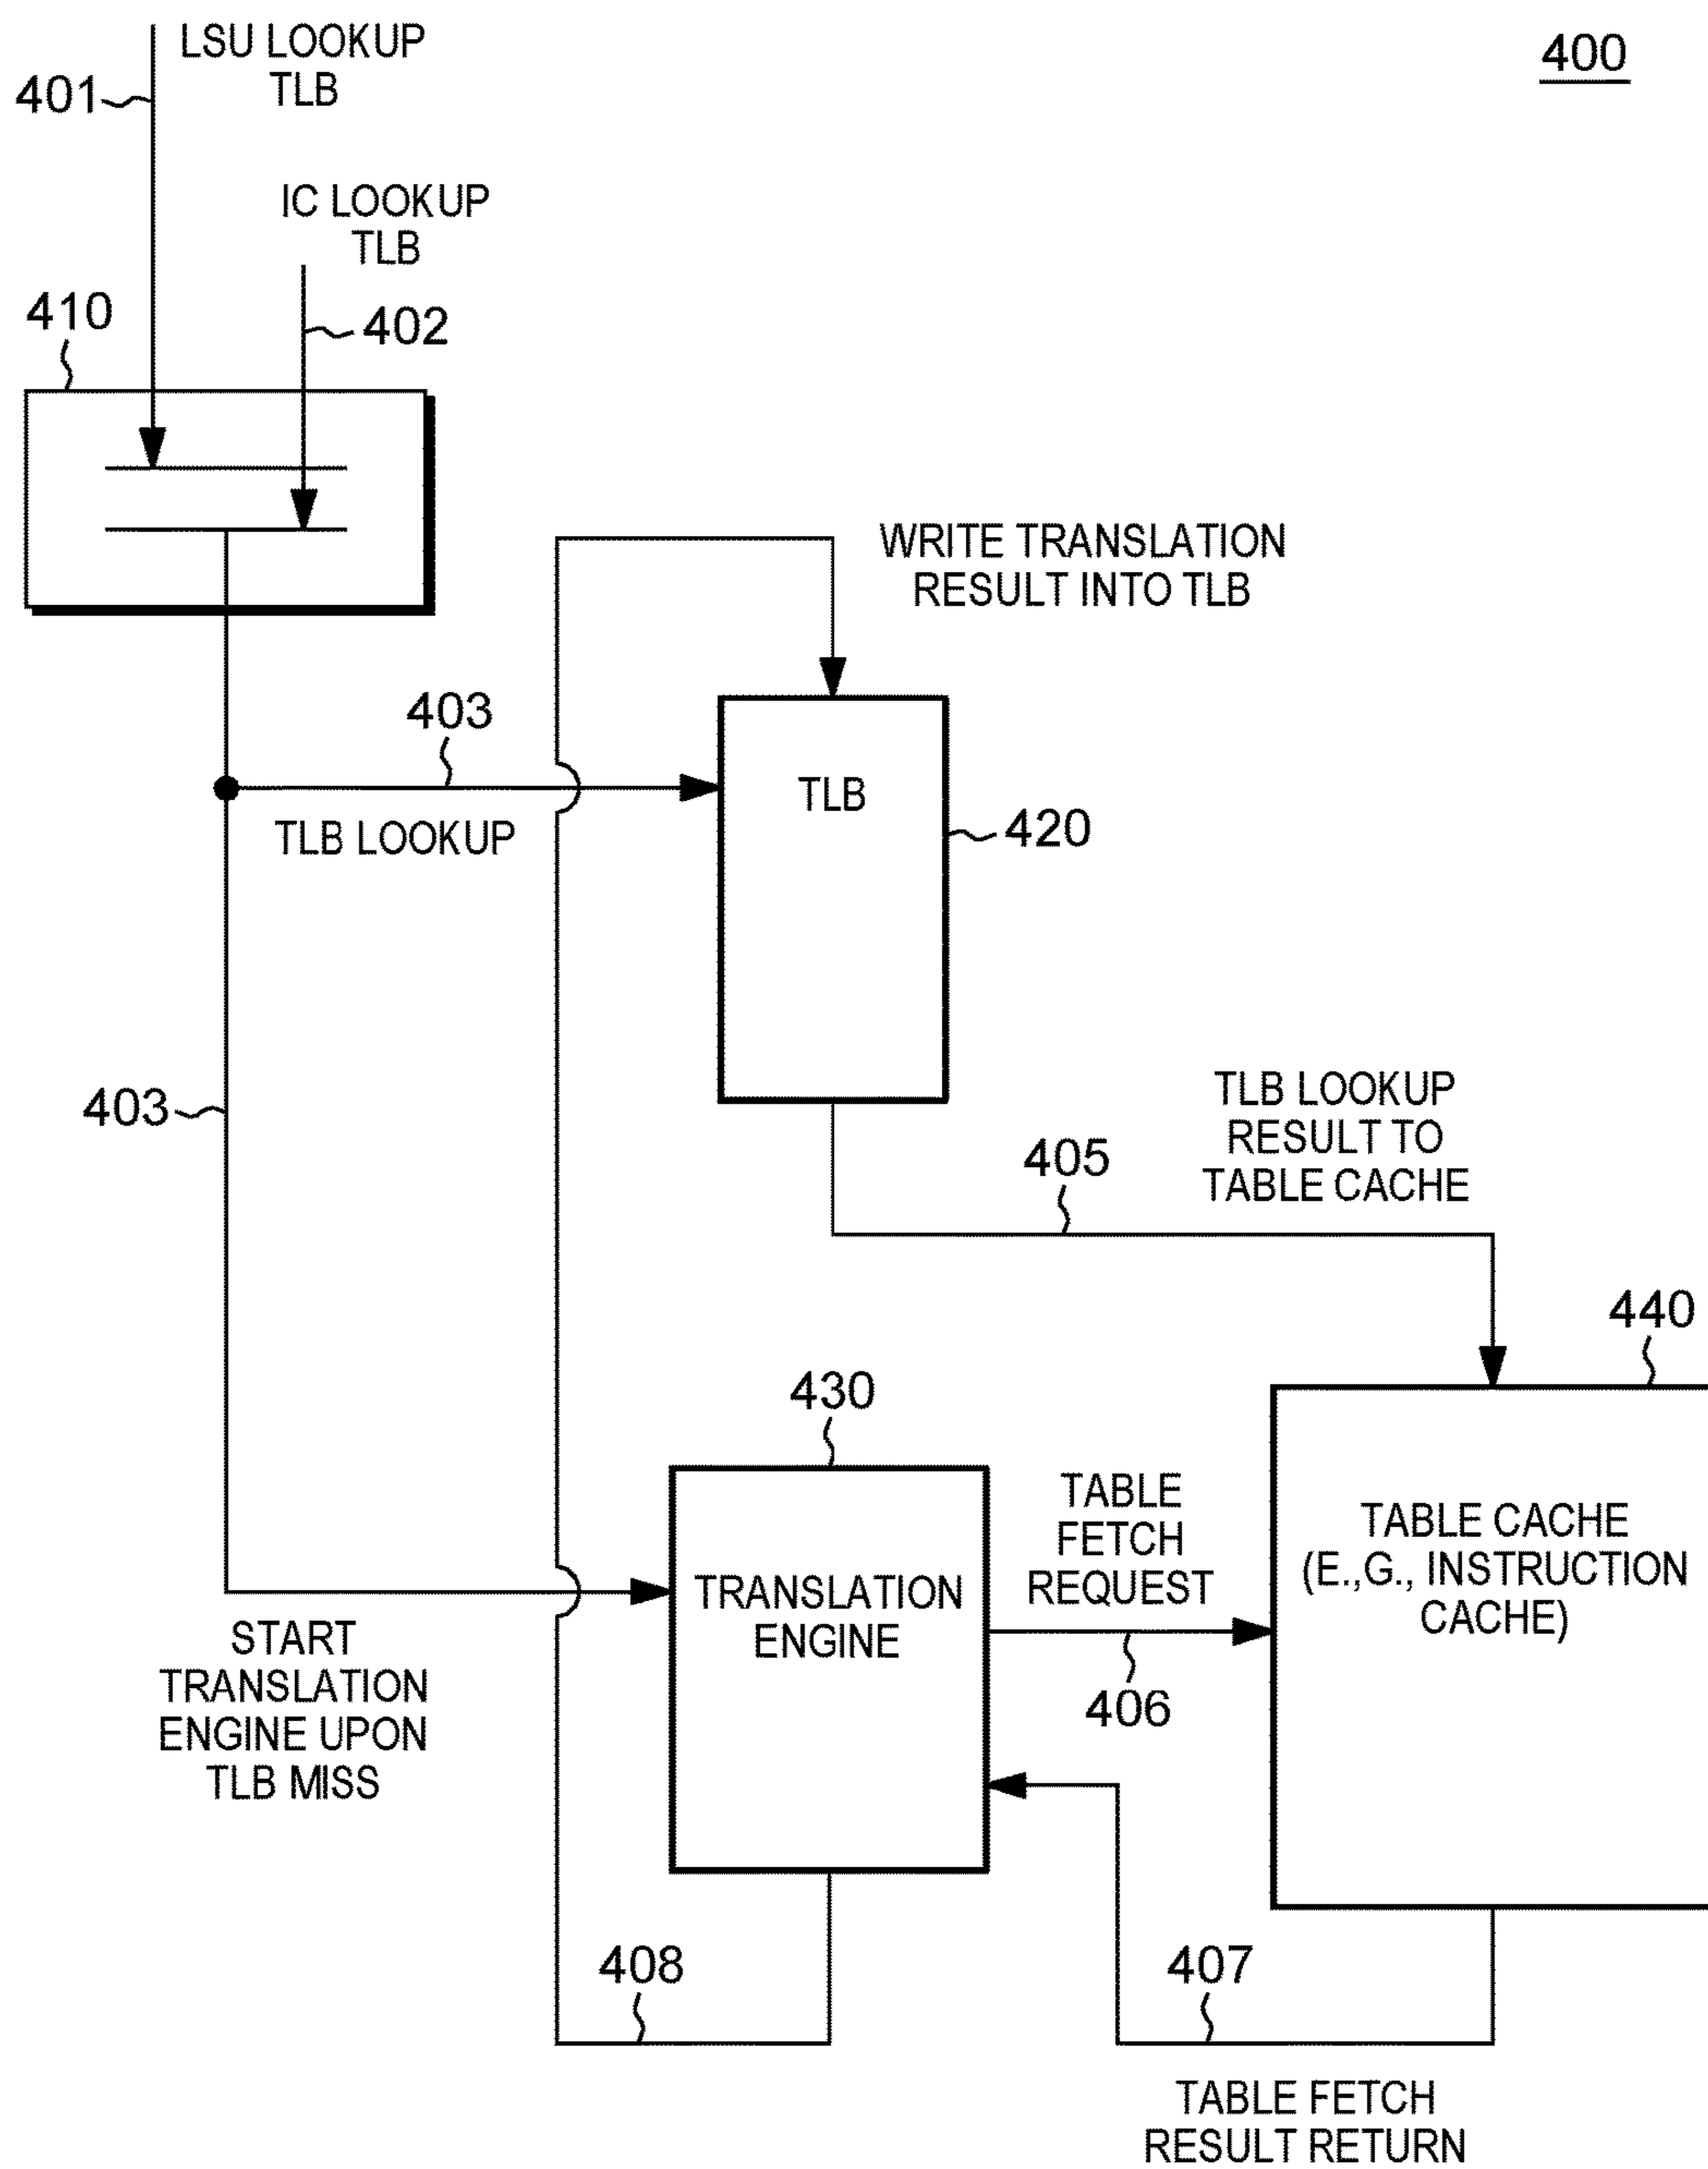 LSU LOOKUP
TLB
400
401
IC LOOKUP
TLB
410
402
WRITE TRANSLATION
RESULT INTO TLB
403
TLB
TLB LOOKUP
420
403
TLB LOOKUP
RESULT TO
TABLE CACHE
405
440
430
TABLE
FETCH
REQUEST
TABLE CACHE
(E.,G., INSTRUCTION
CACHE)
TRANSLATION
ENGINE
START
TRANSLATION
ENGINE UPON
TLB MISS
406
408
407
TABLE FETCH
RESULT RETURN